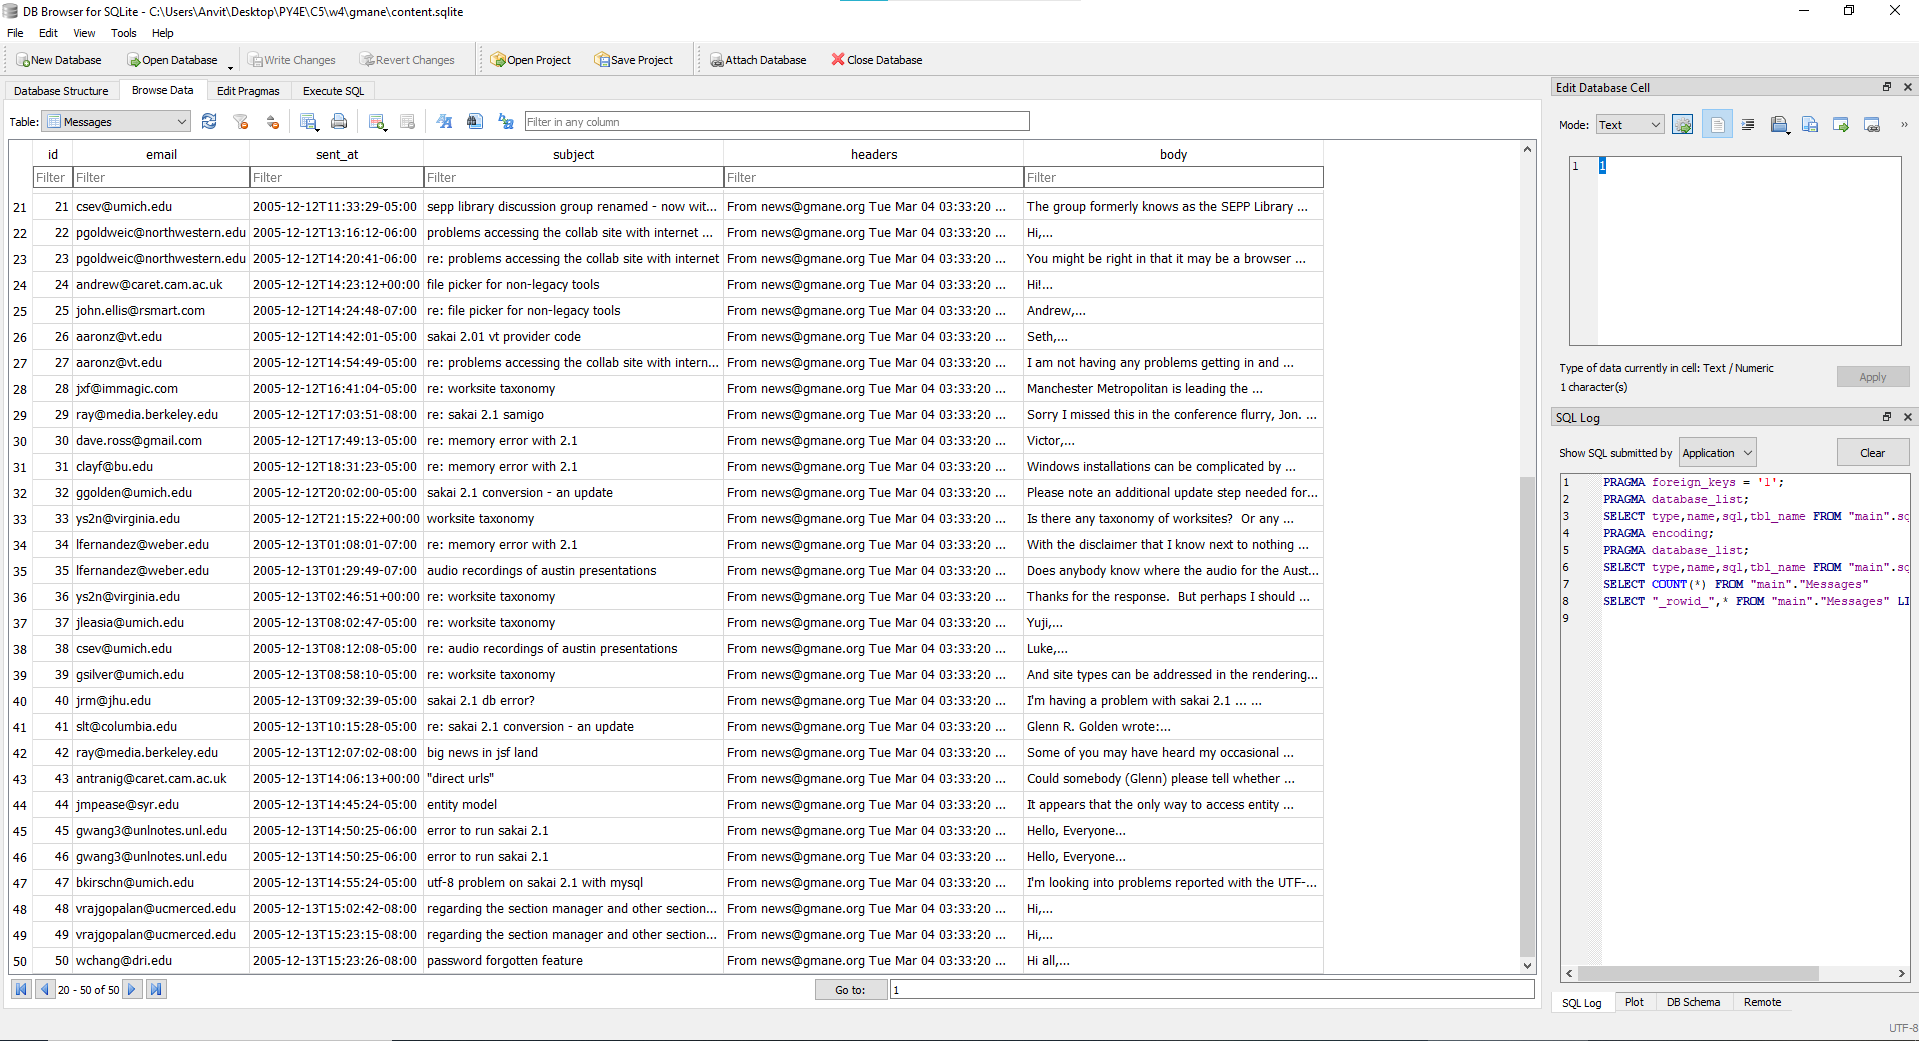 DB Browser for SQLite - C:\Users\Anvit\Desktop\PY4E\C5\w4\gmane\content.sqlite
File Edit View Tools Help
New Database Open Database Write Changes Revert Changes Open Project Save Project Attach Database Close Database
Database Structure Browse Data Edit Pragmas Execute SQL
Table: Messages Filter in any column
id email sent_at subject headers body
Filter Filter Filter Filter Filter Filter
21 21 csev@umich.edu 2005-12-12T11:33:29-05:00 sepp library discussion group renamed - now wit... From news@gmane.org Tue Mar 04 03:33:20 ... The group formerly knows as the SEPP Library ...
22 22 pgoldweic@northwestern.edu 2005-12-12T13:16:12-06:00 problems accessing the collab site with internet ... From news@gmane.org Tue Mar 04 03:33:20 ... Hi,...
23 23 pgoldweic@northwestern.edu 2005-12-12T14:20:41-06:00 re: problems accessing the collab site with internet From news@gmane.org Tue Mar 04 03:33:20 ... You might be right in that it may be a browser ...
24 24 andrew@caret.cam.ac.uk 2005-12-12T14:23:12+00:00 file picker for non-legacy tools From news@gmane.org Tue Mar 04 03:33:20 ... Hi!...
25 25 john.ellis@rsmart.com 2005-12-12T14:24:48-07:00 re: file picker for non-legacy tools From news@gmane.org Tue Mar 04 03:33:20 ... Andrew,...
26 26 aaronz@vt.edu 2005-12-12T14:42:01-05:00 sakai 2.01 vt provider code From news@gmane.org Tue Mar 04 03:33:20 ... Seth,...
27 27 aaronz@vt.edu 2005-12-12T14:54:49-05:00 re: problems accessing the collab site with intern... From news@gmane.org Tue Mar 04 03:33:20 ... I am not having any problems getting in and ...
28 28 jxf@immagic.com 2005-12-12T16:41:04-05:00 re: worksite taxonomy From news@gmane.org Tue Mar 04 03:33:20 ... Manchester Metropolitan is leading the ...
29 29 ray@media.berkeley.edu 2005-12-12T17:03:51-08:00 re: sakai 2.1 samigo From news@gmane.org Tue Mar 04 03:33:20 ... Sorry I missed this in the conference flurry, Jon. ...
30 30 dave.ross@gmail.com 2005-12-12T17:49:13-05:00 re: memory error with 2.1 From news@gmane.org Tue Mar 04 03:33:20 ... Victor,...
31 31 clayf@bu.edu 2005-12-12T18:31:23-05:00 re: memory error with 2.1 From news@gmane.org Tue Mar 04 03:33:20 ... Windows installations can be complicated by ...
32 32 ggolden@umich.edu 2005-12-12T20:02:00-05:00 sakai 2.1 conversion - an update From news@gmane.org Tue Mar 04 03:33:20 ... Please note an additional update step needed for...
33 33 ys2n@virginia.edu 2005-12-12T21:15:22+00:00 worksite taxonomy From news@gmane.org Tue Mar 04 03:33:20 ... Is there any taxonomy of worksites? Or any ...
34 34 lfernandez@weber.edu 2005-12-13T01:08:01-07:00 re: memory error with 2.1 From news@gmane.org Tue Mar 04 03:33:20 ... With the disclaimer that I know next to nothing ...
35 35 lfernandez@weber.edu 2005-12-13T01:29:49-07:00 audio recordings of austin presentations From news@gmane.org Tue Mar 04 03:33:20 ... Does anybody know where the audio for the Aust...
36 36 ys2n@virginia.edu 2005-12-13T02:46:51+00:00 re: worksite taxonomy From news@gmane.org Tue Mar 04 03:33:20 ... Thanks for the response. But perhaps I should ...
37 37 jleasia@umich.edu 2005-12-13T08:02:47-05:00 re: worksite taxonomy From news@gmane.org Tue Mar 04 03:33:20 ... Yuji,...
38 38 csev@umich.edu 2005-12-13T08:12:08-05:00 re: audio recordings of austin presentations From news@gmane.org Tue Mar 04 03:33:20 ... Luke,...
39 39 gsilver@umich.edu 2005-12-13T08:58:10-05:00 re: worksite taxonomy From news@gmane.org Tue Mar 04 03:33:20 ... And site types can be addressed in the rendering...
40 40 jrm@jhu.edu 2005-12-13T09:32:39-05:00 sakai 2.1 db error? From news@gmane.org Tue Mar 04 03:33:20 ... I'm having a problem with sakai 2.1 ... ...
41 41 slt@columbia.edu 2005-12-13T10:15:28-05:00 re: sakai 2.1 conversion - an update From news@gmane.org Tue Mar 04 03:33:20 ... Glenn R. Golden wrote:...
42 42 ray@media.berkeley.edu 2005-12-13T12:07:02-08:00 big news in jsf land From news@gmane.org Tue Mar 04 03:33:20 ... Some of you may have heard my occasional ...
43 43 antranig@caret.cam.ac.uk 2005-12-13T14:06:13+00:00 "direct urls" From news@gmane.org Tue Mar 04 03:33:20 ... Could somebody (Glenn) please tell whether ...
44 44 jmpease@syr.edu 2005-12-13T14:45:24-05:00 entity model From news@gmane.org Tue Mar 04 03:33:20 ... It appears that the only way to access entity ...
45 45 gwang3@unlnotes.unl.edu 2005-12-13T14:50:25-06:00 error to run sakai 2.1 From news@gmane.org Tue Mar 04 03:33:20 ... Hello, Everyone...
46 46 gwang3@unlnotes.unl.edu 2005-12-13T14:50:25-06:00 error to run sakai 2.1 From news@gmane.org Tue Mar 04 03:33:20 ... Hello, Everyone...
47 47 bkirschn@umich.edu 2005-12-13T14:55:24-05:00 utf-8 problem on sakai 2.1 with mysql From news@gmane.org Tue Mar 04 03:33:20 ... I'm looking into problems reported with the UTF-...
48 48 vrajgopalan@ucmerced.edu 2005-12-13T15:02:42-08:00 regarding the section manager and other section... From news@gmane.org Tue Mar 04 03:33:20 ... Hi,...
49 49 vrajgopalan@ucmerced.edu 2005-12-13T15:23:15-08:00 regarding the section manager and other section... From news@gmane.org Tue Mar 04 03:33:20 ... Hi,...
50 50 wchang@dri.edu 2005-12-13T15:23:26-08:00 password forgotten feature From news@gmane.org Tue Mar 04 03:33:20 ... Hi all,...
20 - 50 of 50 Go to: 1
Edit Database Cell
Mode: Text
1 1
Type of data currently in cell: Text / Numeric
1 character(s)
Apply
SQL Log
Show SQL submitted by Application Clear
1 PRAGMA foreign_keys = '1';
2 PRAGMA database_list;
3 SELECT type,name,sql,tbl_name FROM "main".sq
4 PRAGMA encoding;
5 PRAGMA database_list;
6 SELECT type,name,sql,tbl_name FROM "main".sq
7 SELECT COUNT(*) FROM "main"."Messages"
8 SELECT "_rowid_",* FROM "main"."Messages" LI
9
SQL Log Plot DB Schema Remote
UTF-8